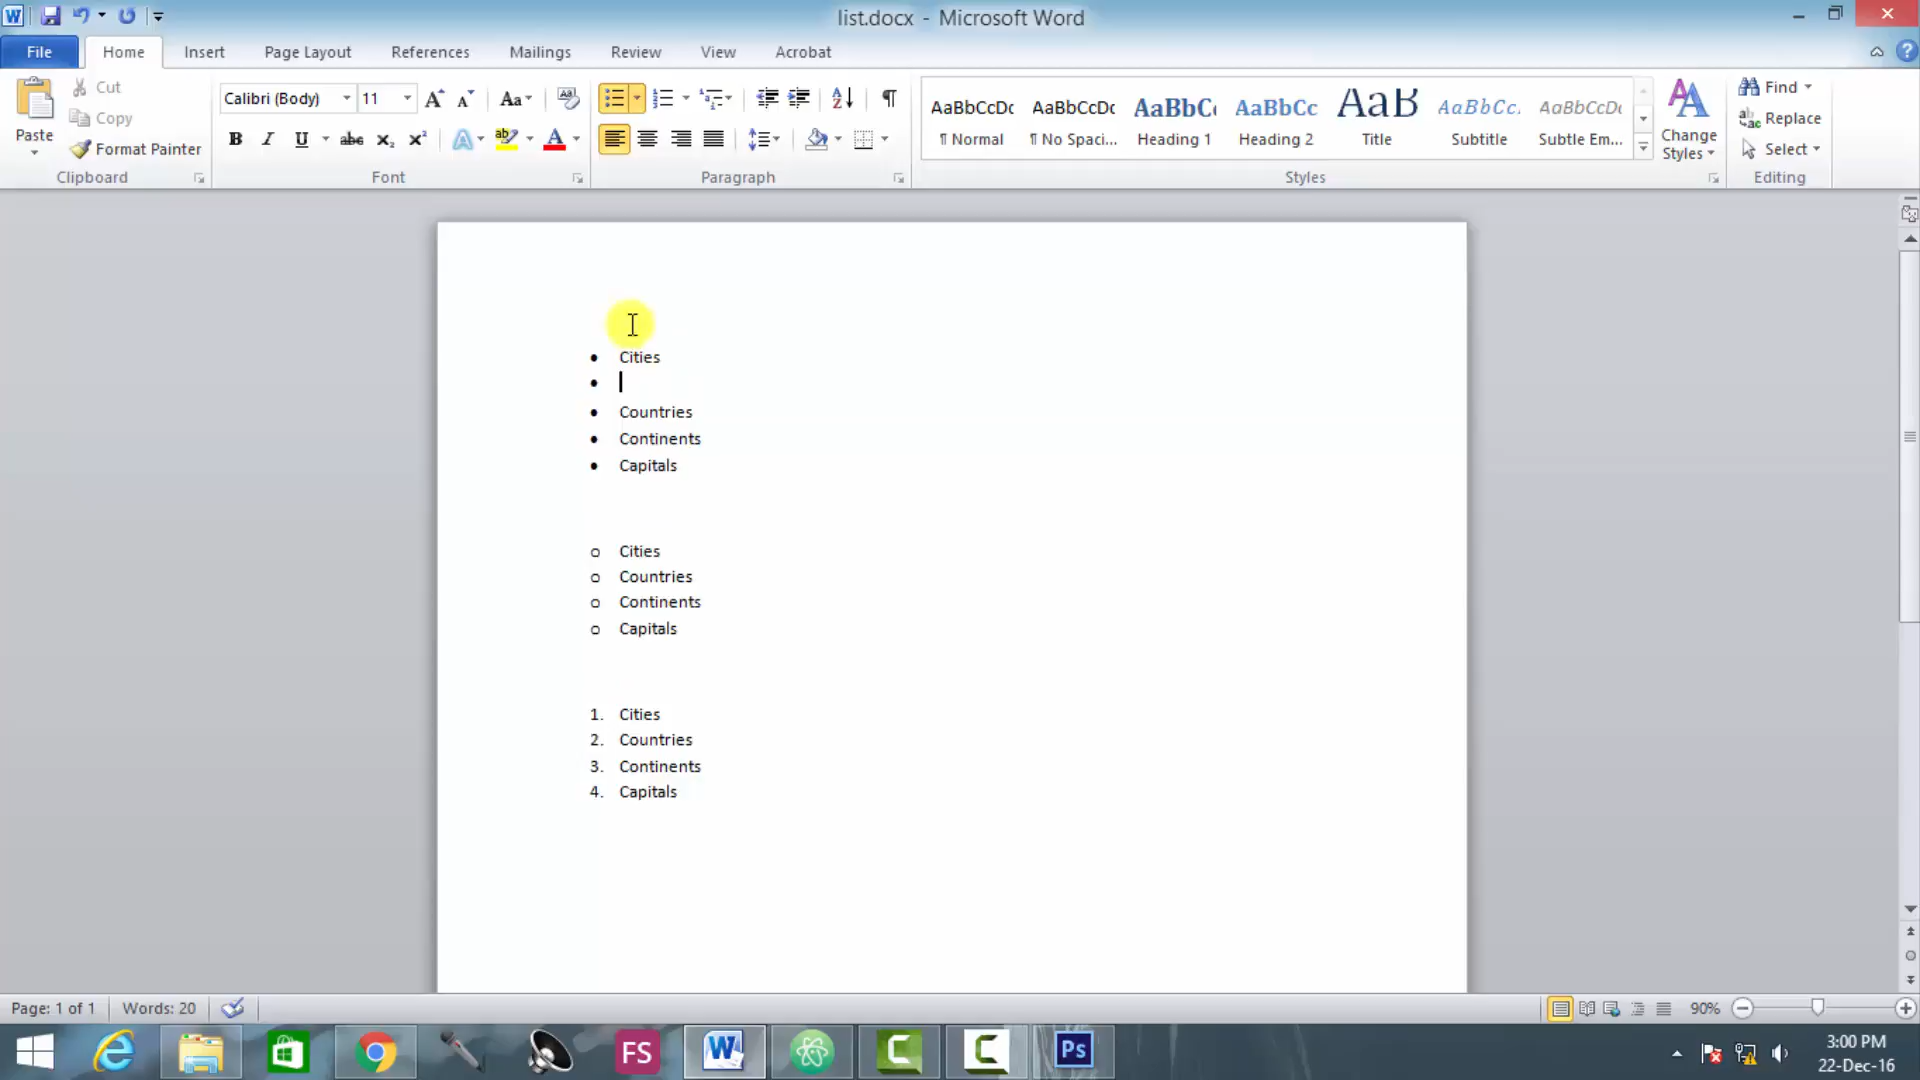 list.docx - Microsoft Word
File Home Insert Page Layout References Mailings Review View Acrobat
Cut
Copy
Paste
Format Painter
Clipboard
Calibri (Body) 11
Font
Paragraph
AaBbCcDc AaBbCcDc AaBbC AaBbCc AaB AaBbCc. AaBbCcDc
¶ Normal ¶ No Spaci... Heading 1 Heading 2 Title Subtitle Subtle Em...
Styles
Change
Styles
Find
Replace
Select
Editing
• Cities
•
• Countries
• Continents
• Capitals
o Cities
o Countries
o Continents
o Capitals
1. Cities
2. Countries
3. Continents
4. Capitals
Page: 1 of 1 Words: 20 90%
FS Ps
3:00 PM
22-Dec-16